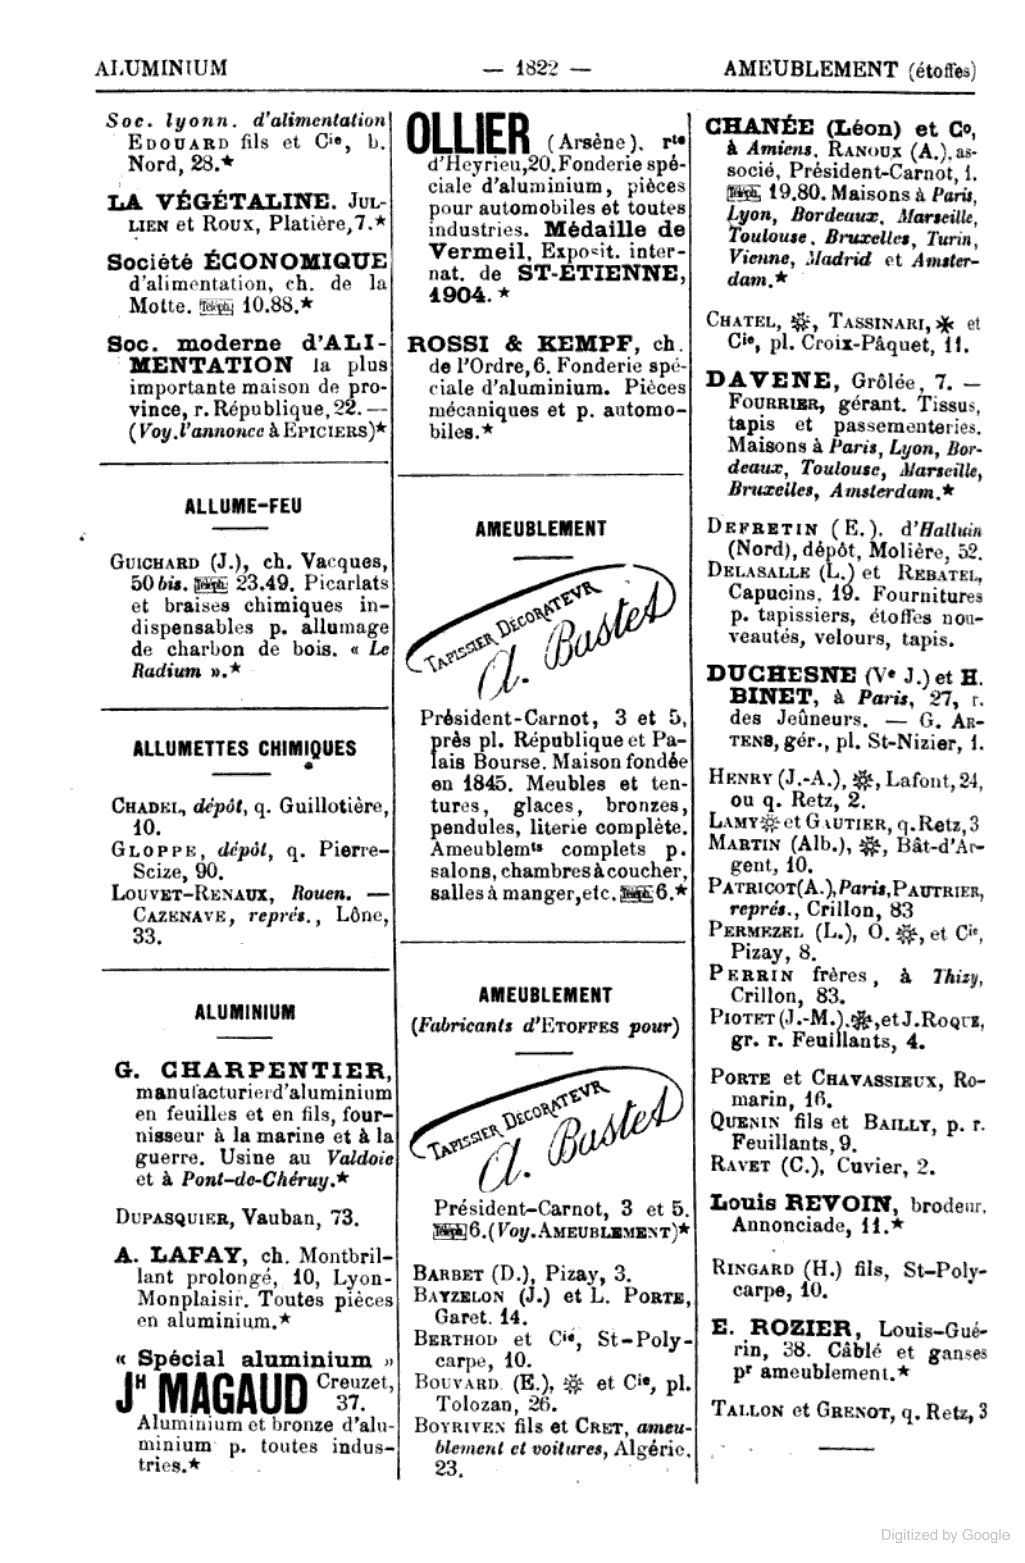 ALUMINIUM — 1822 — AMEUBLEMENT (étoffes)
Soc. lyonn. d'alimentation
EDOUARD fils et Cie, b.
Nord, 28.★
LA VÉGÉTALINE. JUL-
LIEN et Roux, Platière, 7.★
Société ÉCONOMIQUE
d'alimentation, ch. de la
Motte. Téléph. 10.88.★
Soc. moderne d'ALI-
MENTATION la plus
importante maison de pro-
vince, r. République, 22. —
(Voy. l'annonce à EPICIERS)★
ALLUME-FEU
GUICHARD (J.), ch. Vacques,
50 bis. Téléph. 23.49. Picarlats
et braises chimiques in-
dispensables p. allumage
de charbon de bois. « Le
Radium ».★
ALLUMETTES CHIMIQUES
CHADEL, dépôt, q. Guillotière,
10.
GLOPPE, dépôt, q. Pierre-
Scize, 90.
LOUVET-RENAUX, Rouen. —
CAZENAVE, représ., Lône,
33.
ALUMINIUM
G. CHARPENTIER,
manufacturier d'aluminium
en feuilles et en fils, four-
nisseur à la marine et à la
guerre. Usine au Valdoie
et à Pont-de-Chéruy.★
DUPASQUIER, Vauban, 73.
A. LAFAY, ch. Montbril-
lant prolongé, 10, Lyon-
Monplaisir. Toutes pièces
en aluminium.★
« Spécial aluminium »
JH MAGAUD Creuzet,
37.
Aluminium et bronze d'alu-
minium p. toutes indus-
tries.★
OLLIER (Arsène). rte
d'Heyrieu, 20. Fonderie spé-
ciale d'aluminium, pièces
pour automobiles et toutes
industries. Médaille de
Vermeil, Exposit. inter-
nat. de ST-ÉTIENNE,
1904.★
ROSSI & KEMPF, ch.
de l'Ordre, 6. Fonderie spé-
ciale d'aluminium. Pièces
mécaniques et p. automo-
biles.★
AMEUBLEMENT
TAPISSIER DÉCORATEVR
A. Bustet
Président-Carnot, 3 et 5,
près pl. République et Pa-
lais Bourse. Maison fondée
en 1845. Meubles et ten-
tures, glaces, bronzes,
pendules, literie complète.
Ameublemts complets p.
salons, chambres à coucher,
salles à manger, etc. Téléph. 6.★
AMEUBLEMENT
(Fabricants d'ETOFFES pour)
TAPISSIER DÉCORATEVR
A. Bustet
Président-Carnot, 3 et 5.
Téléph. 6. (Voy. AMEUBLEMENT)★
BARBET (D.), Pizay, 3.
BAYZELON (J.) et L. PORTE,
Garet. 14.
BERTHOD et Cie, St-Poly-
carpe, 10.
BOUVARD (E.), ❉ et Cie, pl.
Tolozan, 26.
BOYRIVEN fils et CRET, ameu-
blement et voitures, Algérie.
23.
CHANÉE (Léon) et Co,
à Amiens. RANOUX (A.), as-
socié, Président-Carnot, 1.
Téléph. 19.80. Maisons à Paris,
Lyon, Bordeaux, Marseille,
Toulouse, Bruxelles, Turin,
Vienne, Madrid et Amster-
dam.★
CHATEL, ❉, TASSINARI, ✠ et
Cie, pl. Croix-Pâquet, 11.
DAVENE, Grôlée, 7. —
FOURRIER, gérant. Tissus,
tapis et passementeries.
Maisons à Paris, Lyon, Bor-
deaux, Toulouse, Marseille,
Bruxelles, Amsterdam.★
DEFRETIN (E.), d'Halluin
(Nord), dépôt, Molière, 52.
DELASALLE (L.) et REBATEL,
Capucins, 19. Fournitures
p. tapissiers, étoffes nou-
veautés, velours, tapis.
DUCHESNE (Ve J.) et H.
BINET, à Paris, 27, r.
des Jeûneurs. — G. AR-
TENS, gér., pl. St-Nizier, 1.
HENRY (J.-A.), ❉, Lafont, 24,
ou q. Retz, 2.
LAMY ❉ et GAUTIER, q. Retz, 3
MARTIN (Alb.), ❉, Bât-d'Ar-
gent, 10.
PATRICOT (A.), Paris, PAUTRIER,
représ., Crillon, 83
PERMEZEL (L.), O. ❉, et Cie,
Pizay, 8.
PERRIN frères, à Thizy,
Crillon, 83.
PIOTET (J.-M.), ❉, et J. ROQUE,
gr. r. Feuillants, 4.
PORTE et CHAVASSIEUX, Ro-
marin, 16.
QUENIN fils et BAILLY, p. r.
Feuillants, 9.
RAVET (C.), Cuvier, 2.
Louis REVOIN, brodeur.
Annonciade, 11.★
RINGARD (H.) fils, St-Poly-
carpe, 10.
E. ROZIER, Louis-Gué-
rin, 38. Câblé et ganses
pr ameublement.★
TALLON et GRENOT, q. Retz, 3
Digitized by Google